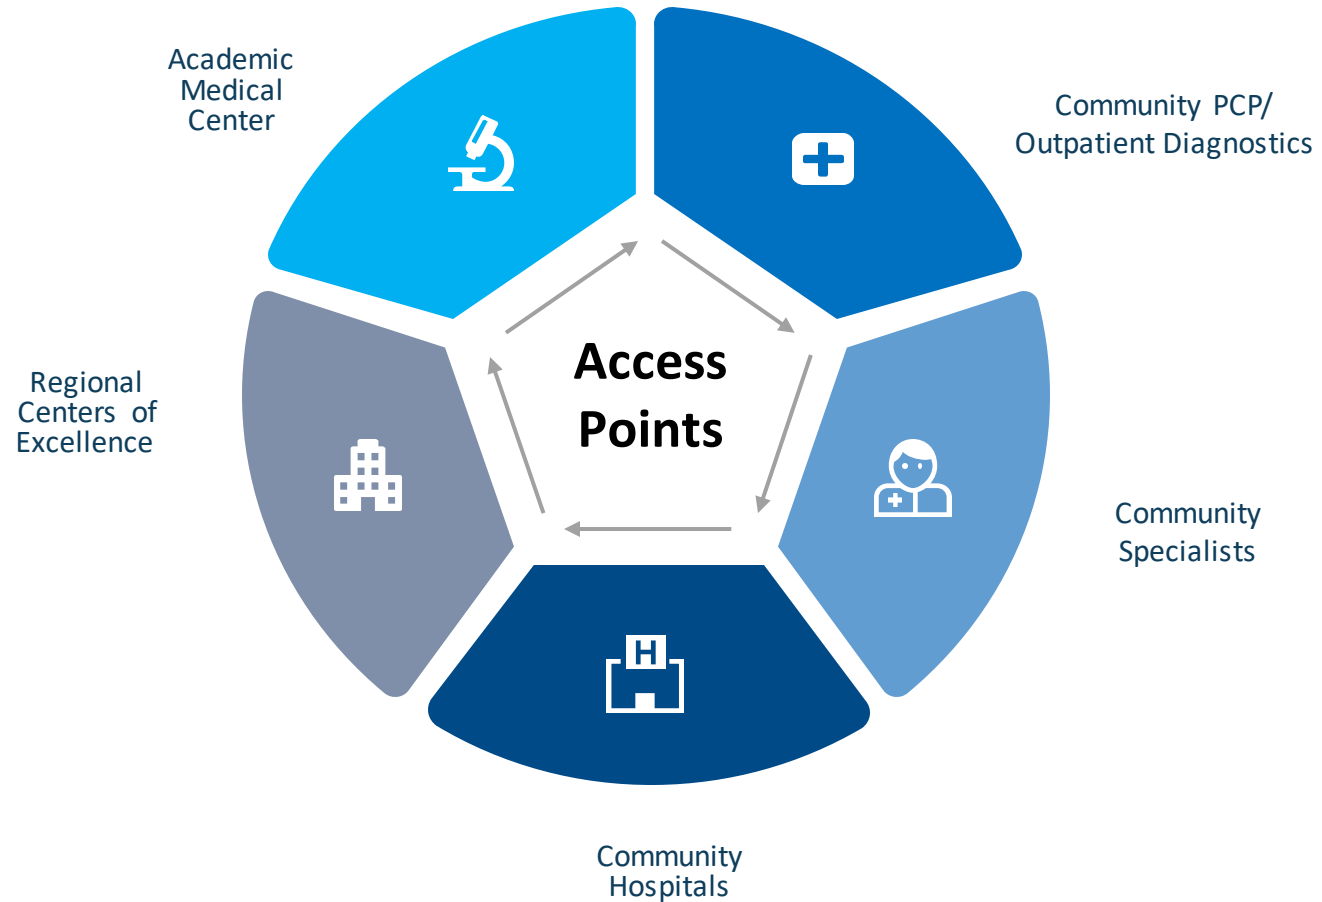 Academic
Medical
Center
Community PCP/
Outpatient Diagnostics
Access
Points
Regional
Centers of
Excellence
Community
Specialists
H
Community
Hospitals